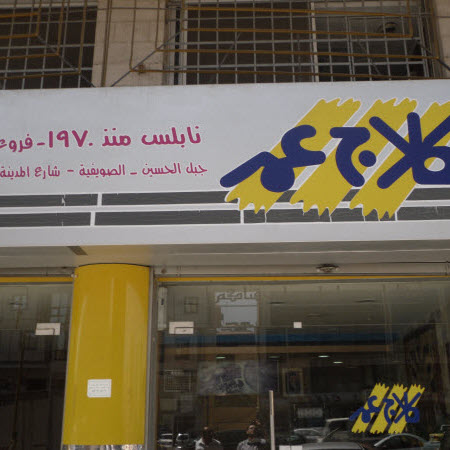 كلاج عمر
نابلس منذ ١٩٧٠ - فروع
جبل الحسين - الصويفية - شارع المدينة
كلاج عمر